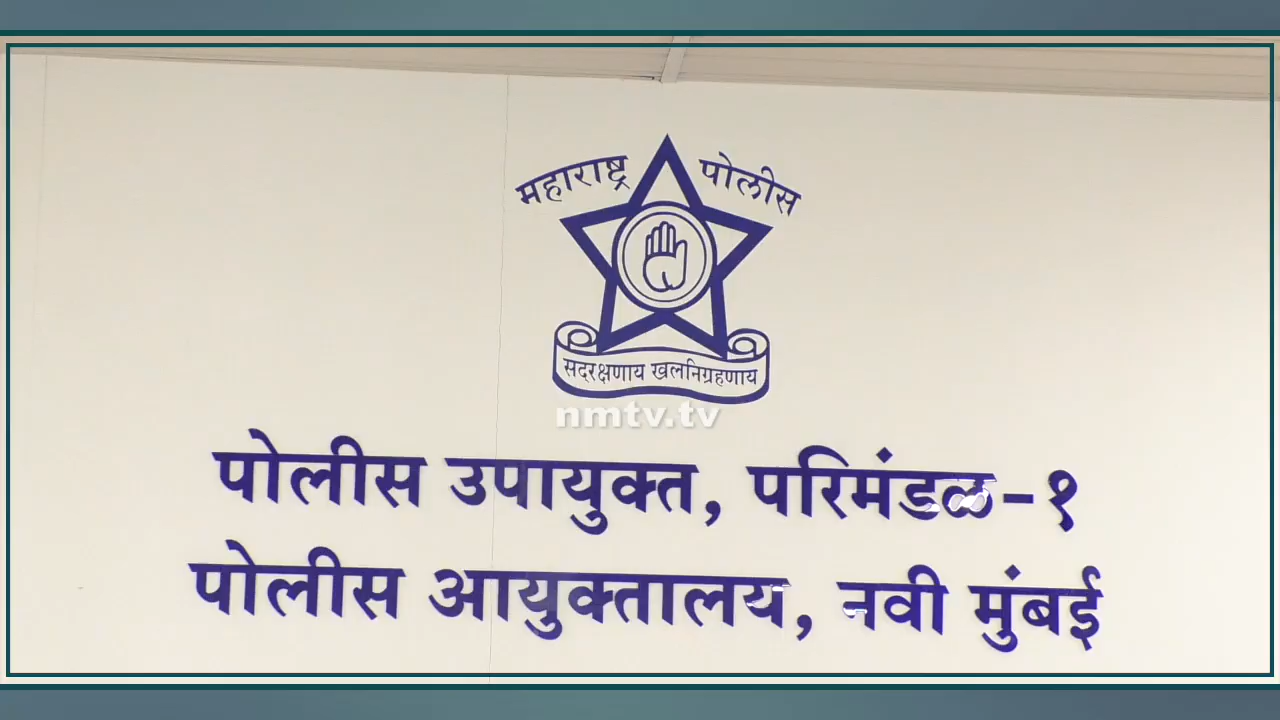 महाराष्ट्र पोलीस
सदरक्षणाय खलनिग्रहणाय
nmtv.tv
पोलीस उपायुक्त, परिमंडळ-१
पोलीस आयुक्तालय, नवी मुंबई